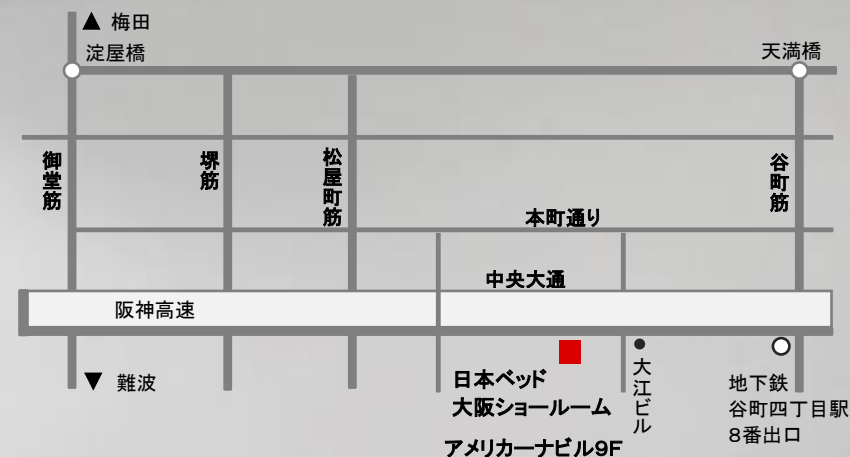 ▲ 梅田
淀屋橋
天満橋
御堂筋
堺筋
松屋町筋
谷町筋
本町通り
中央大通
阪神高速
▼ 難波
日本ベッド
大阪ショールーム
アメリカーナビル9F
大江ビル
地下鉄
谷町四丁目駅
8番出口